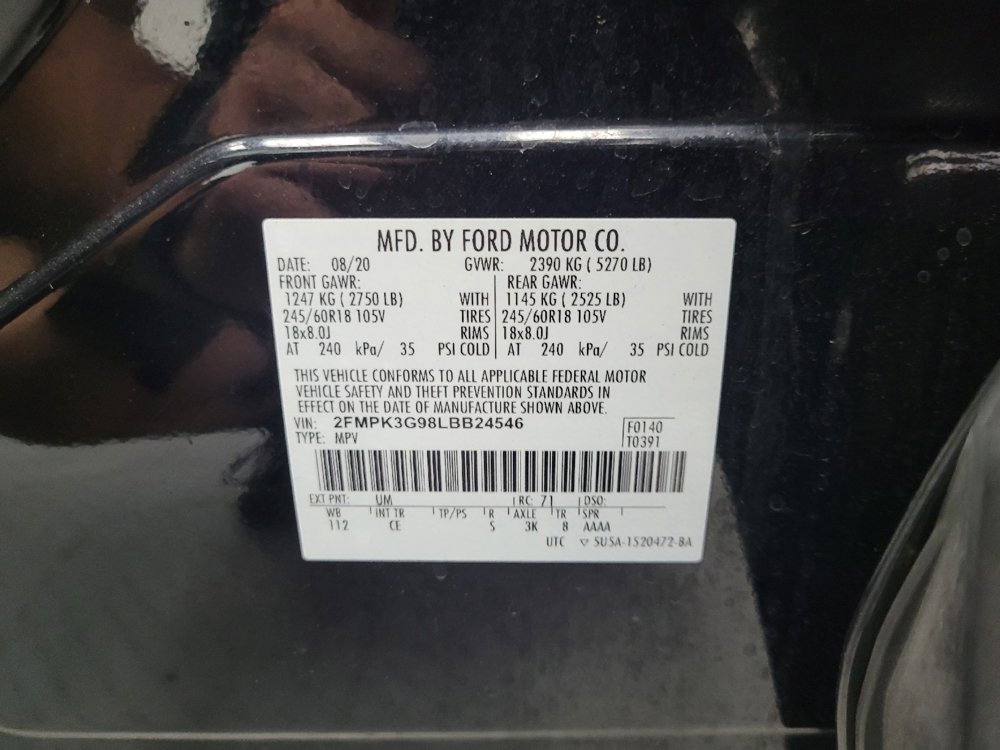 MFD. BY FORD MOTOR CO.
DATE: 08/20 GVWR: 2390 KG ( 5270 LB)
FRONT GAWR: REAR GAWR:
1247 KG ( 2750 LB) WITH 1145 KG ( 2525 LB) WITH
245/60R18 105V TIRES 245/60R18 105V TIRES
18x8.0J RIMS 18x8.0J RIMS
AT 240 kPa/ 35 PSI COLD AT 240 kPa/ 35 PSI COLD
THIS VEHICLE CONFORMS TO ALL APPLICABLE FEDERAL MOTOR
VEHICLE SAFETY AND THEFT PREVENTION STANDARDS IN
EFFECT ON THE DATE OF MANUFACTURE SHOWN ABOVE.
VIN: 2FMPK3G98LBB24546 F0140
TYPE: MPV T0391
EXT PNT: UM RC: 71 DSO:
WB INT TR TP/PS R AXLE TR SPR
112 CE S 3K 8 AAAA
UTC ▽ SUSA-1520472-BA